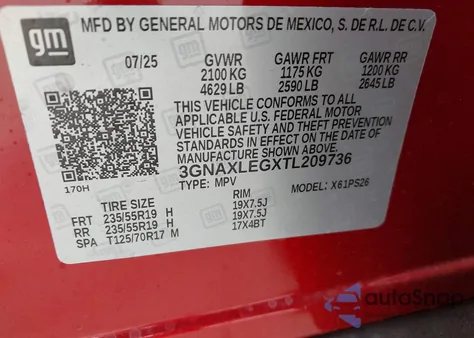 gm
MFD BY GENERAL MOTORS DE MEXICO, S. DE R.L. DE C.V.
07/25 GVWR GAWR FRT GAWR RR
2100 KG 1175 KG 1200 KG
4629 LB 2590 LB 2645 LB
THIS VEHICLE CONFORMS TO ALL
APPLICABLE U.S. FEDERAL MOTOR
VEHICLE SAFETY AND THEFT PREVENTION
STANDARDS IN EFFECT ON THE DATE OF
MANUFACTURE SHOWN ABOVE.
3GNAXLEGXTL209736
170H TYPE: MPV MODEL: X61PS26
TIRE SIZE RIM
FRT 235/55R19 H 19X7.5J
RR 235/55R19 H 19X7.5J
SPA T125/70R17 M 17X4BT
autoSnap